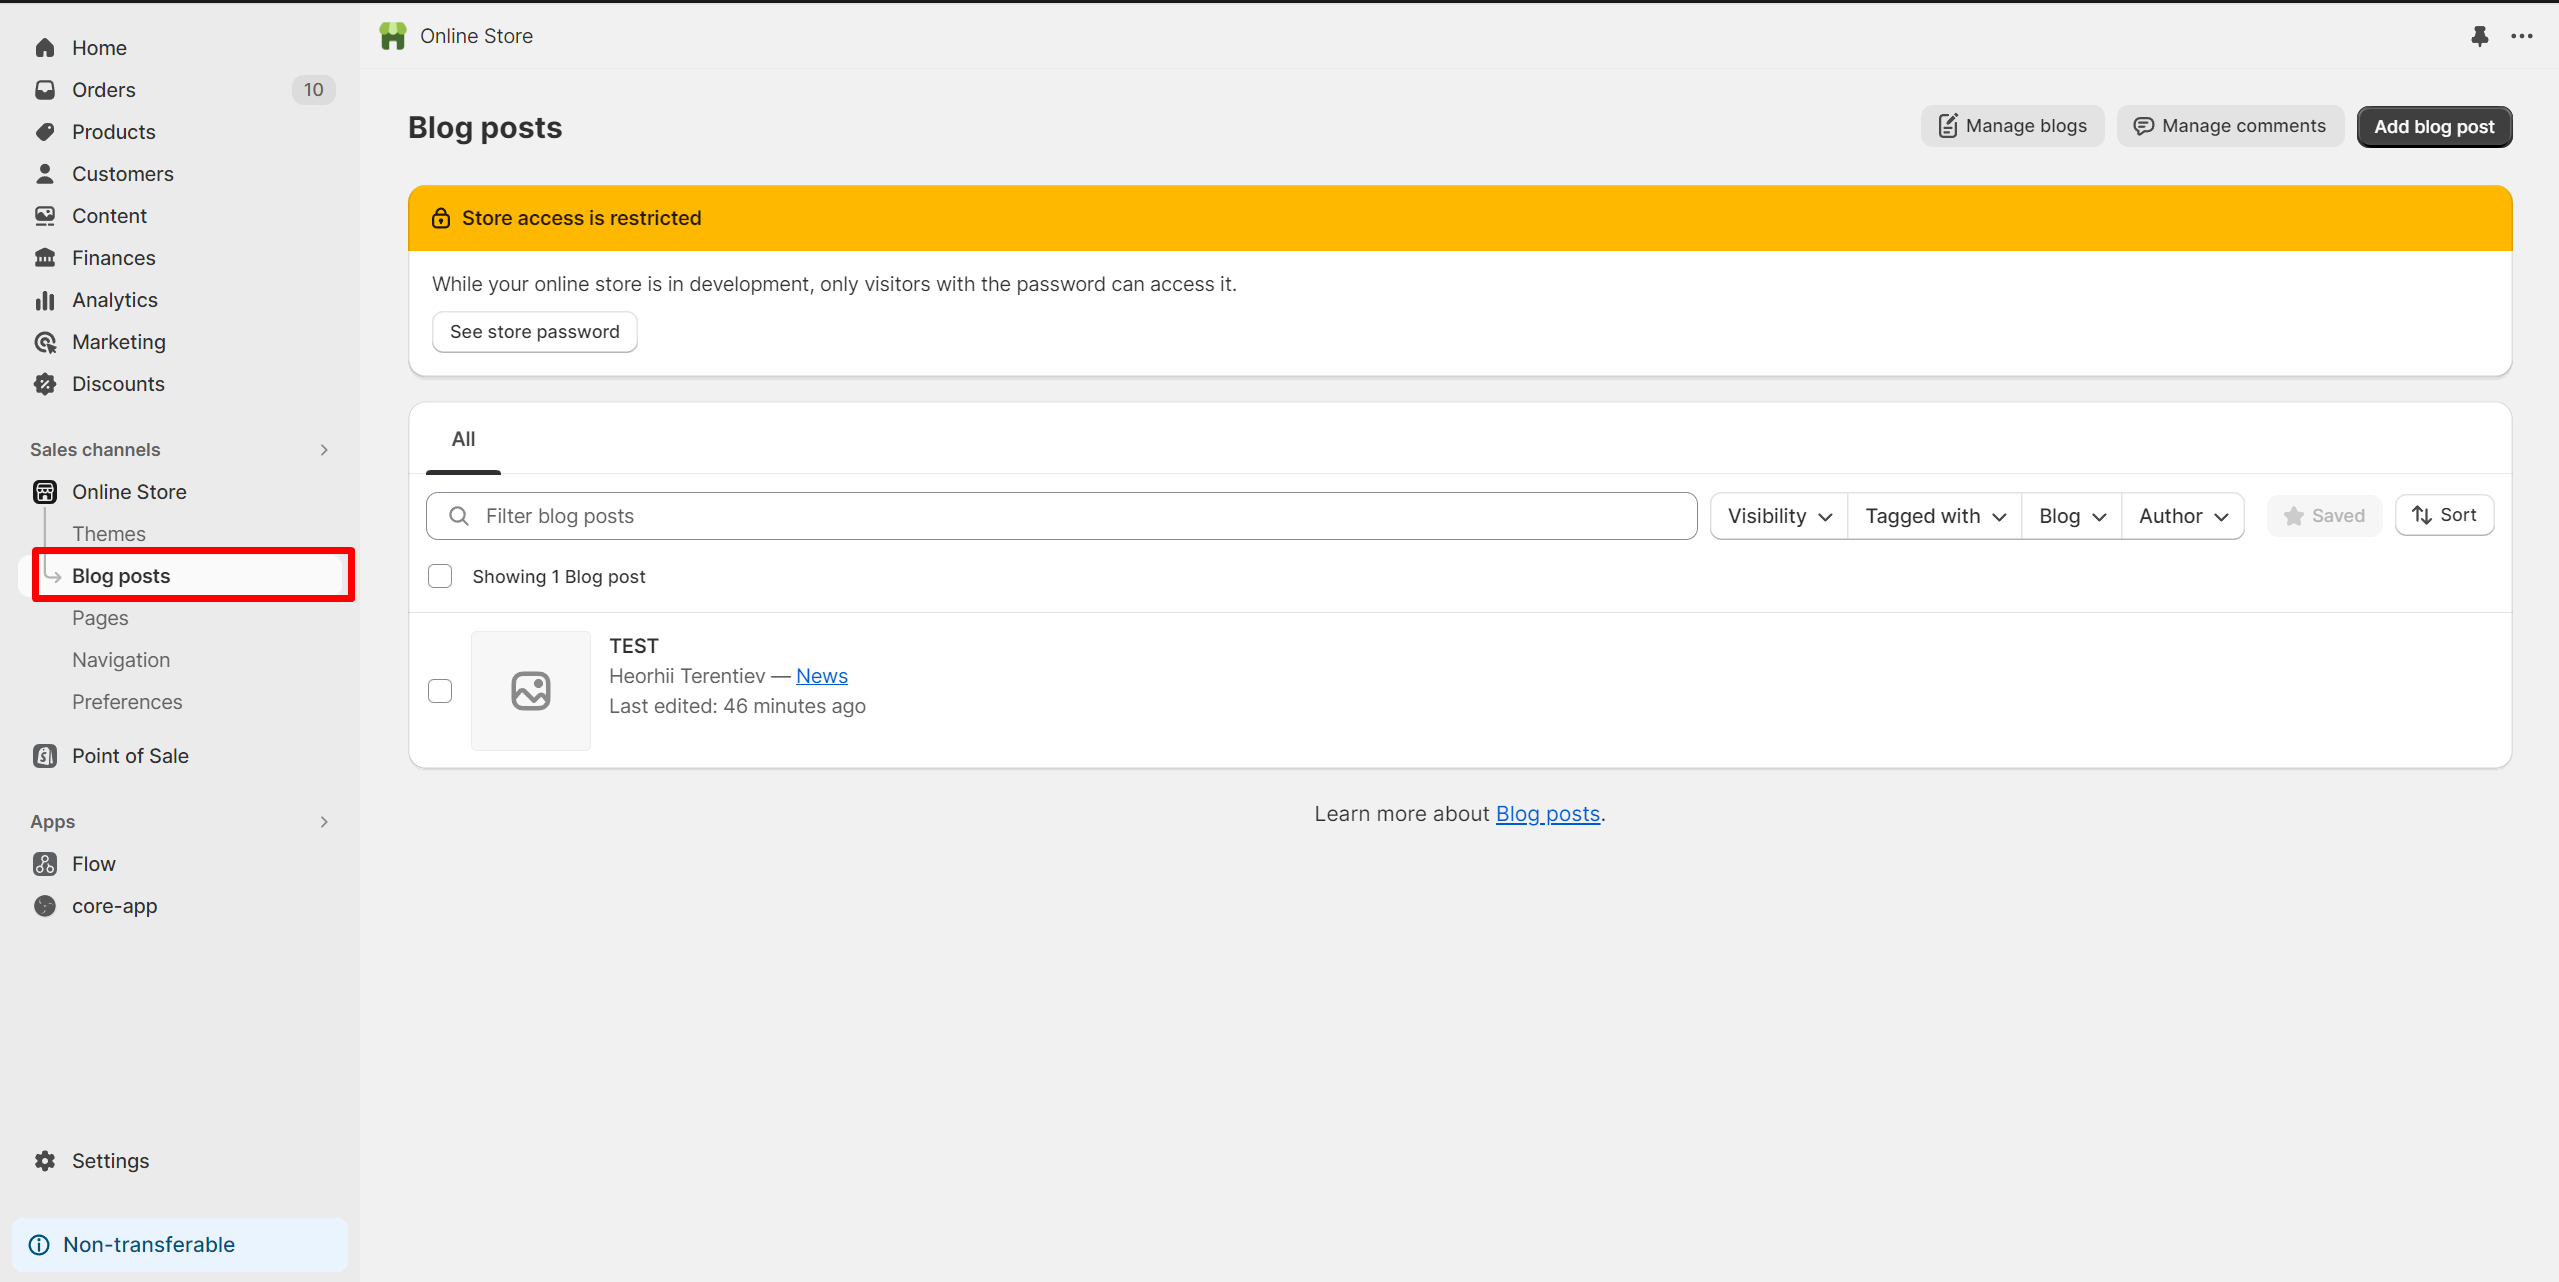 Home
Orders 10
Products
Customers
Content
Finances
Analytics
Marketing
Discounts
Sales channels
Online Store
Themes
Blog posts
Pages
Navigation
Preferences
Point of Sale
Apps
Flow
core-app
Settings
Non-transferable
Online Store
Blog posts
Manage blogs Manage comments Add blog post
Store access is restricted
While your online store is in development, only visitors with the password can access it.
See store password
All
Filter blog posts Visibility Tagged with Blog Author Saved Sort
Showing 1 Blog post
TEST
Heorhii Terentiev — News
Last edited: 46 minutes ago
Learn more about Blog posts.